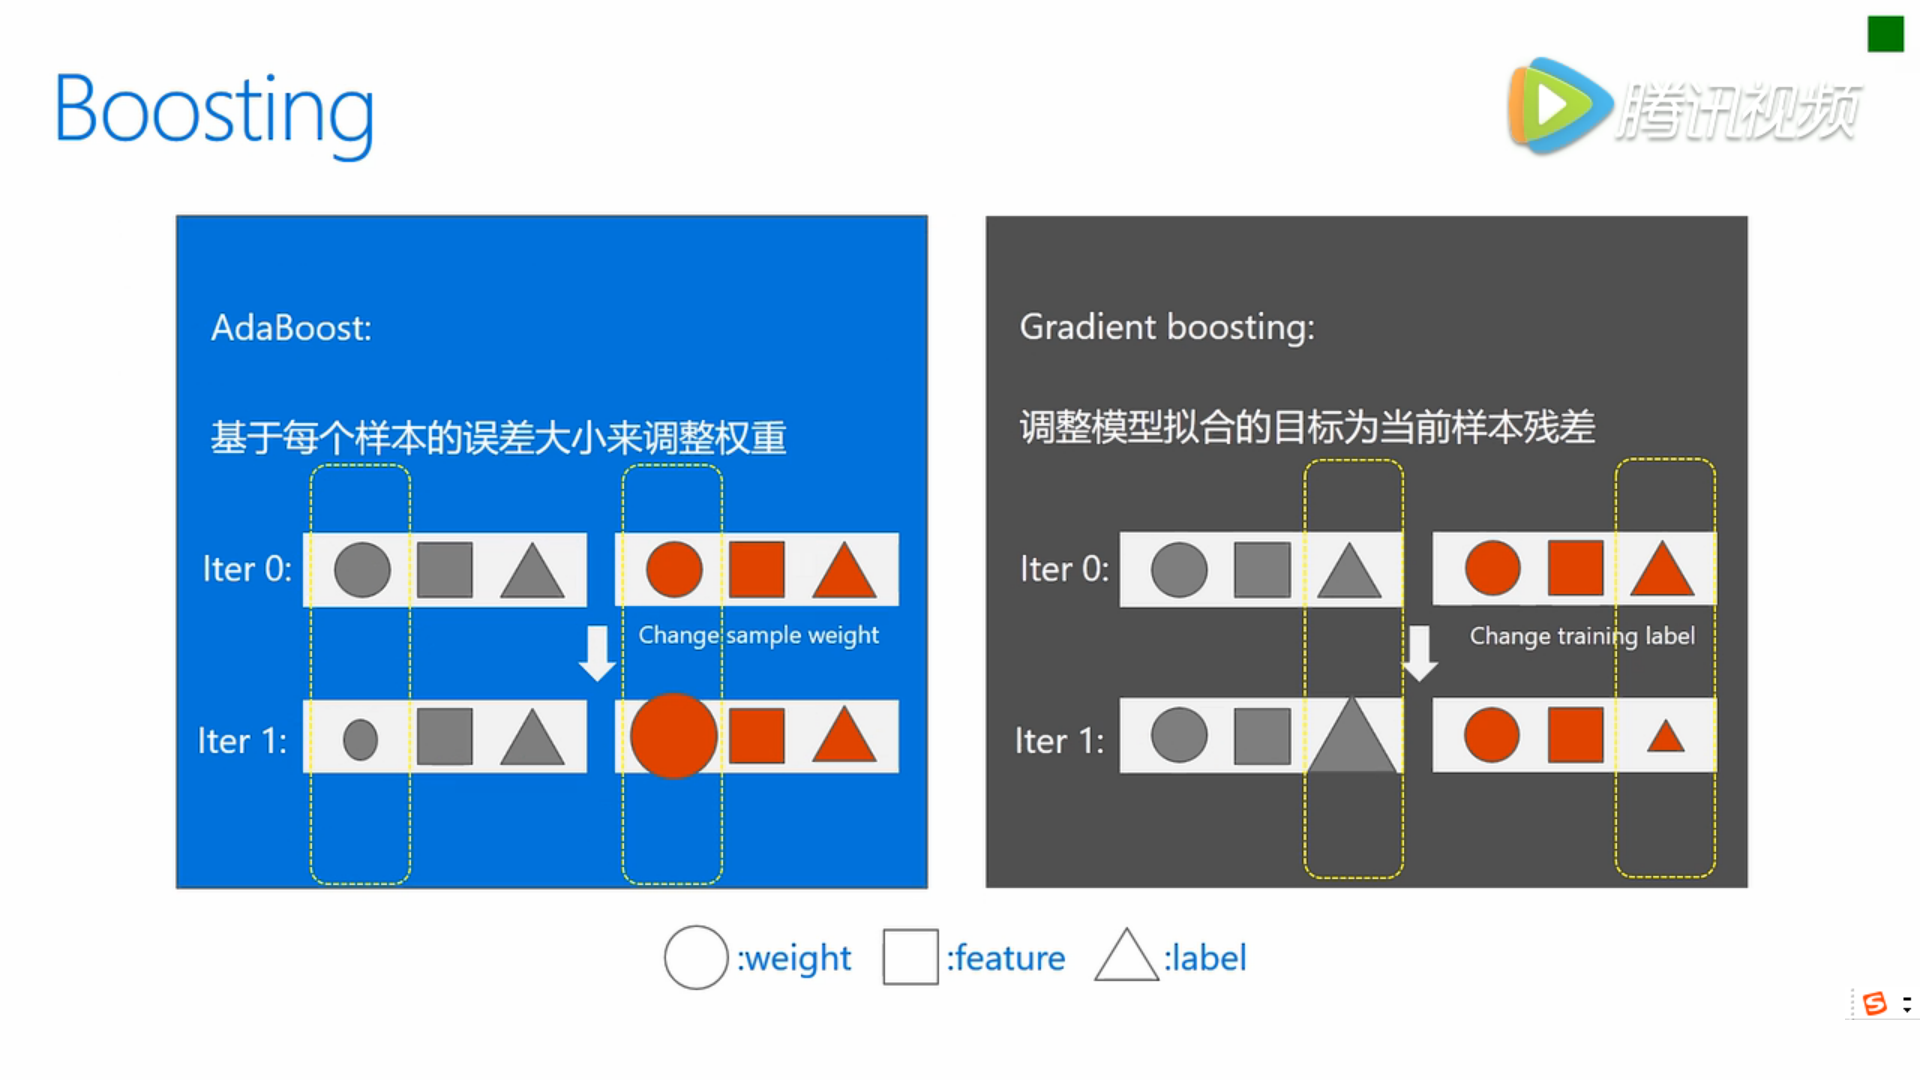 Boosting
腾讯视频
AdaBoost:
基于每个样本的误差大小来调整权重
Iter 0:
Change sample weight
Iter 1:
Gradient boosting:
调整模型拟合的目标为当前样本残差
Iter 0:
Change training label
Iter 1:
:weight :feature :label
S